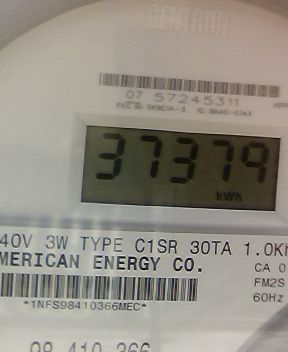 CENTRON
07 57245311
37379
kWh
40V 3W TYPE C1SR 30TA 1.0K
MERICAN ENERGY CO.
CA 0
FM2S
60Hz
*1NFS98410366MEC*
98 410 366